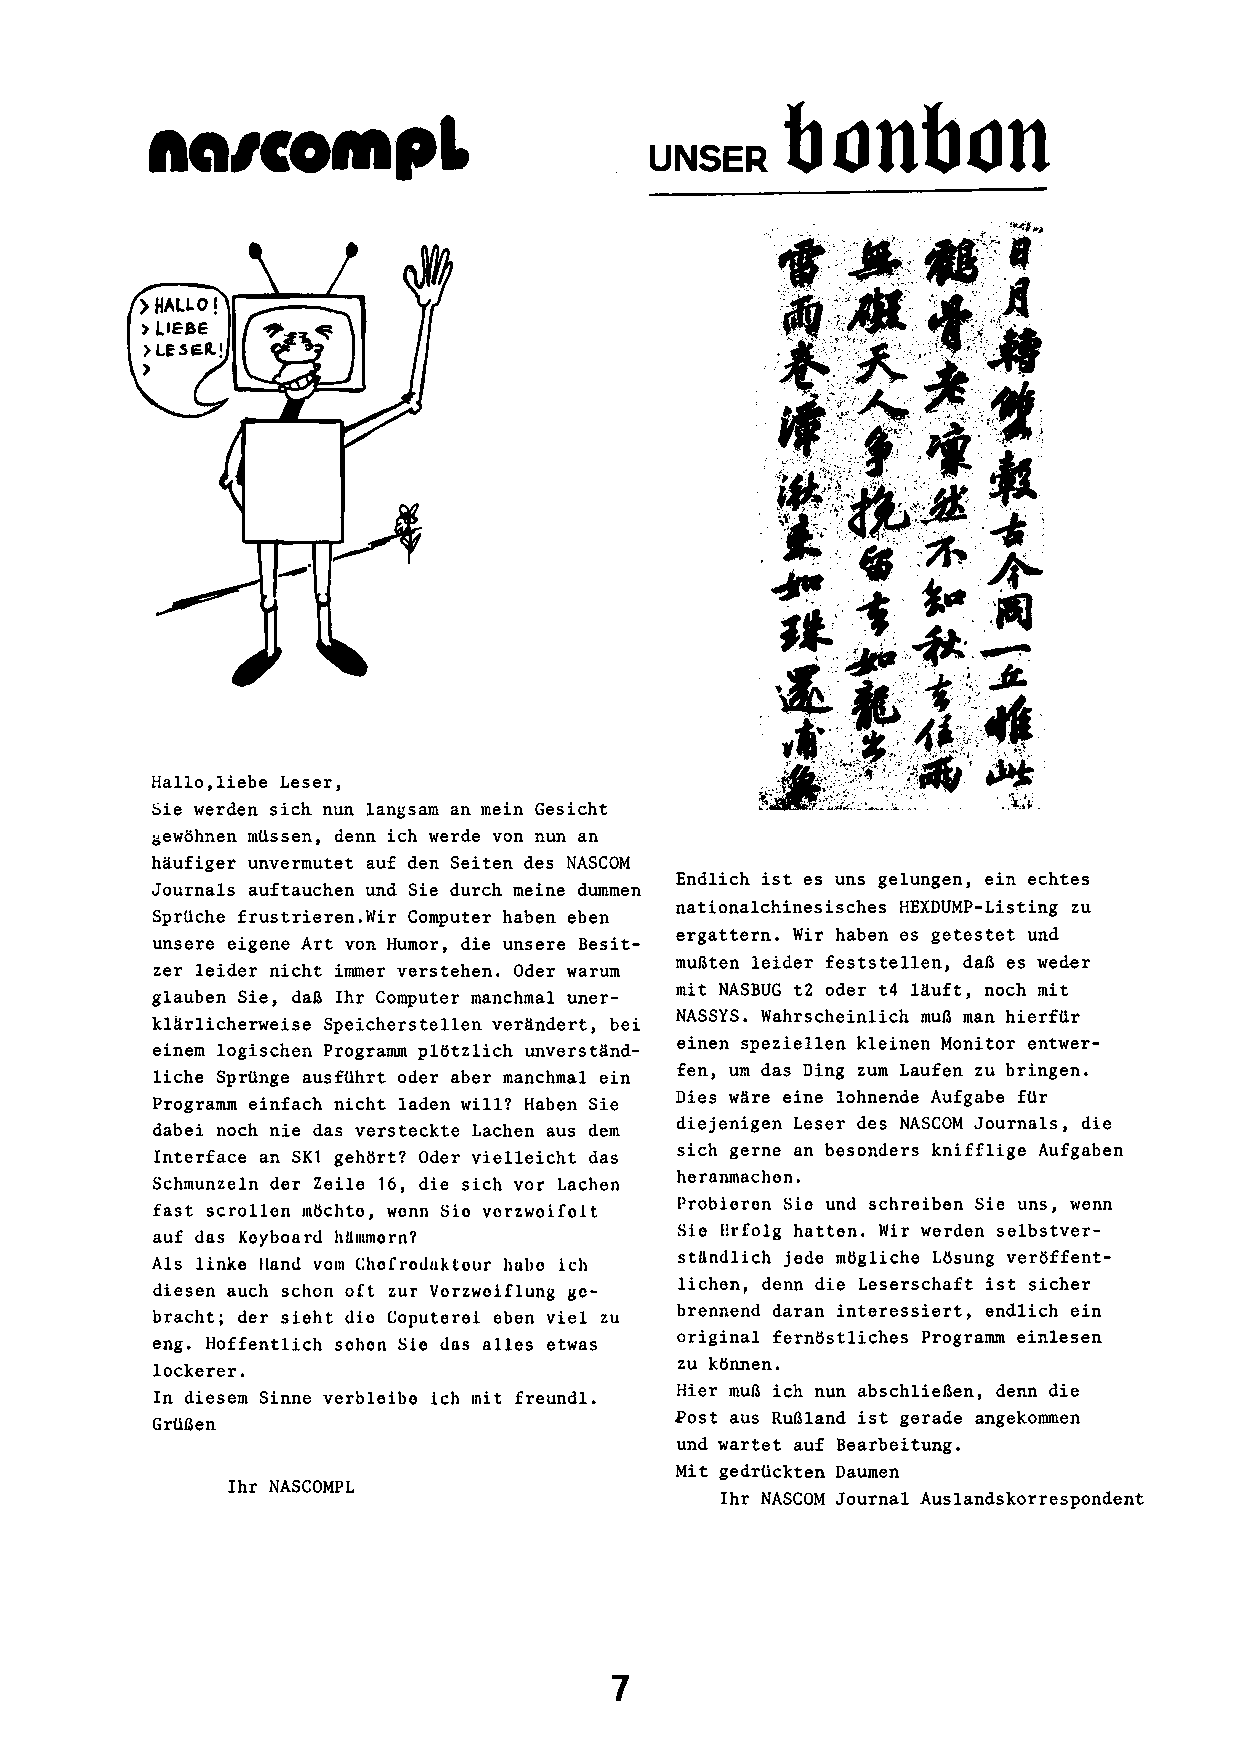 nascompl
> HALLO!
> LIEBE
> LESER!
>
Hallo,liebe Leser,
Sie werden sich nun langsam an mein Gesicht
gewöhnen müssen, denn ich werde von nun an
häufiger unvermutet auf den Seiten des NASCOM
Journals auftauchen und Sie durch meine dummen
Sprüche frustrieren.Wir Computer haben eben
unsere eigene Art von Humor, die unsere Besit-
zer leider nicht immer verstehen. Oder warum
glauben Sie, daß Ihr Computer manchmal uner-
klärlicherweise Speicherstellen verändert, bei
einem logischen Programm plötzlich unverständ-
liche Sprünge ausführt oder aber manchmal ein
Programm einfach nicht laden will? Haben Sie
dabei noch nie das versteckte Lachen aus dem
Interface an SK1 gehört? Oder vielleicht das
Schmunzeln der Zeile 16, die sich vor Lachen
fast scrollen möchte, wenn Sie verzweifelt
auf das Keyboard hämmern?
Als linke Hand vom Chefredakteur habe ich
diesen auch schon oft zur Verzweiflung ge-
bracht; der sieht die Coputerei eben viel zu
eng. Hoffentlich sehen Sie das alles etwas
lockerer.
In diesem Sinne verbleibe ich mit freundl.
Grüßen
Ihr NASCOMPL
UNSER bonbon
日月轉雙轂古今同一丘惟此
鶴骨老凜然不知秋去住兩
無礙天人爭挽留去如龍出
雷雨卷潭湫來如珠還浦魚
Endlich ist es uns gelungen, ein echtes
nationalchinesisches HEXDUMP-Listing zu
ergattern. Wir haben es getestet und
mußten leider feststellen, daß es weder
mit NASBUG t2 oder t4 läuft, noch mit
NASSYS. Wahrscheinlich muß man hierfür
einen speziellen kleinen Monitor entwer-
fen, um das Ding zum Laufen zu bringen.
Dies wäre eine lohnende Aufgabe für
diejenigen Leser des NASCOM Journals, die
sich gerne an besonders knifflige Aufgaben
heranmachen.
Probieren Sie und schreiben Sie uns, wenn
Sie Erfolg hatten. Wir werden selbstver-
ständlich jede mögliche Lösung veröffent-
lichen, denn die Leserschaft ist sicher
brennend daran interessiert, endlich ein
original fernöstliches Programm einlesen
zu können.
Hier muß ich nun abschließen, denn die
Post aus Rußland ist gerade angekommen
und wartet auf Bearbeitung.
Mit gedrückten Daumen
Ihr NASCOM Journal Auslandskorrespondent
7